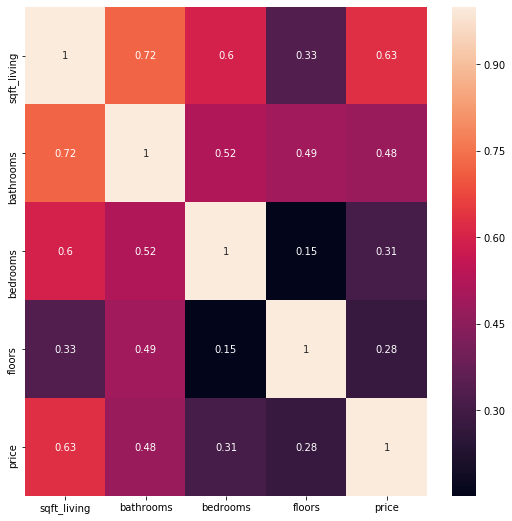 sqft_living 1 0.72 0.6 0.33 0.63
bathrooms 0.72 1 0.52 0.49 0.48
bedrooms 0.6 0.52 1 0.15 0.31
floors 0.33 0.49 0.15 1 0.28
price 0.63 0.48 0.31 0.28 1
sqft_living bathrooms bedrooms floors price
0.90
0.75
0.60
0.45
0.30